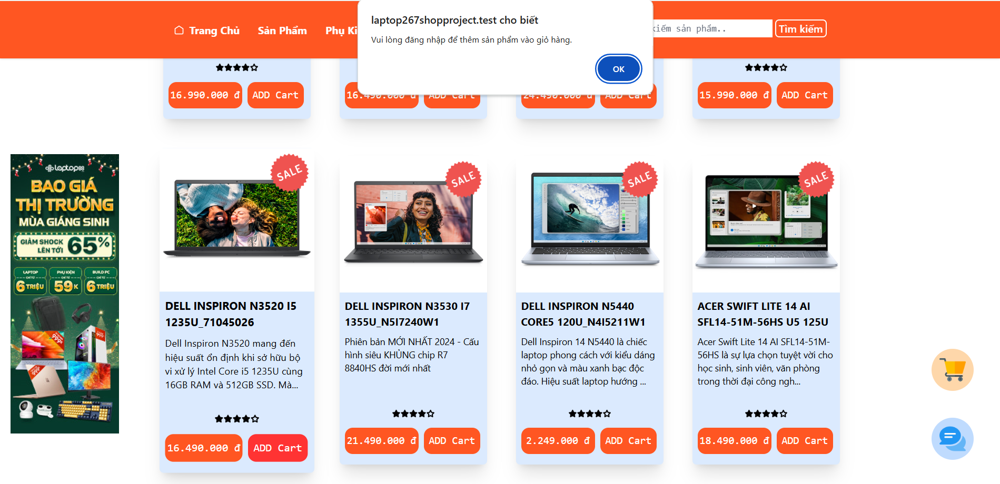 laptop267shopproject.test cho biết
Vui lòng đăng nhập để thêm sản phẩm vào giỏ hàng.
OK
Trang Chủ Sản Phẩm Phụ Ki
kiếm sản phẩm.. Tìm kiếm
16.990.000 đ ADD Cart
16.490.000 đ ADD Cart
24.490.000 đ ADD Cart
15.990.000 đ ADD Cart
laptop88
BAO GIÁ
THỊ TRƯỜNG
MÙA GIÁNG SINH
GIẢM SHOCK
LÊN TỚI 65%
LAPTOP PHỤ KIỆN BUILD PC
CHỈ TỪ CHỈ TỪ CHỈ TỪ
6 TRIỆU 59K 6 TRIỆU
SALE
DELL INSPIRON N3520 I5
1235U_71045026
Dell Inspiron N3520 mang đến
hiệu suất ổn định khi sở hữu bộ
vi xử lý Intel Core i5 1235U cùng
16GB RAM và 512GB SSD. Mà...
16.490.000 đ ADD Cart
SALE
DELL INSPIRON N3530 I7
1355U_N5I7240W1
Phiên bản MỚI NHẤT 2024 - Cấu
hình siêu KHỦNG chip R7
8840HS đời mới nhất
21.490.000 đ ADD Cart
SALE
DELL INSPIRON N5440
CORE5 120U_N4I5211W1
Dell Inspiron 14 N5440 là chiếc
laptop phong cách với kiểu dáng
nhỏ gọn và màu xanh bạc độc
đáo. Hiệu suất laptop hướng ...
2.249.000 đ ADD Cart
SALE
ACER SWIFT LITE 14 AI
SFL14-51M-56HS U5 125U
Acer Swift Lite 14 AI SFL14-51M-
56HS là sự lựa chọn tuyệt vời cho
học sinh, sinh viên, văn phòng
trong thời đại công ngh...
18.490.000 đ ADD Cart